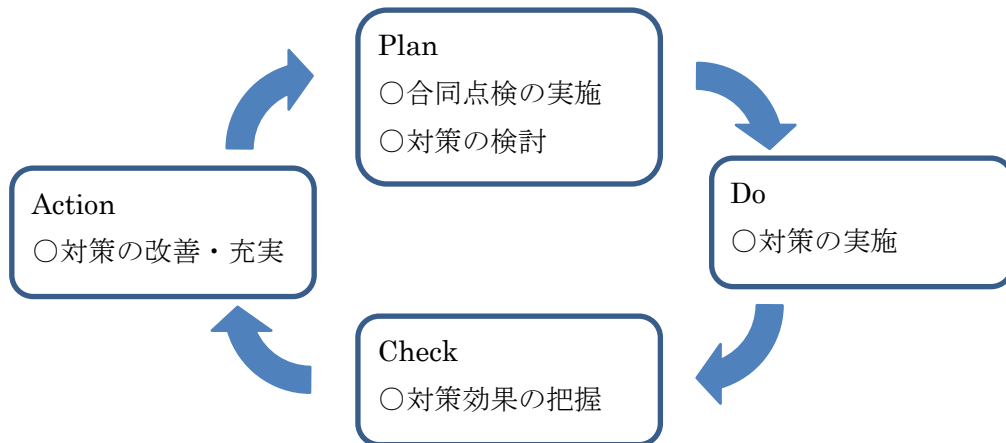 Plan
○合同点検の実施
○対策の検討
Do
○対策の実施
Check
○対策効果の把握
Action
○対策の改善・充実